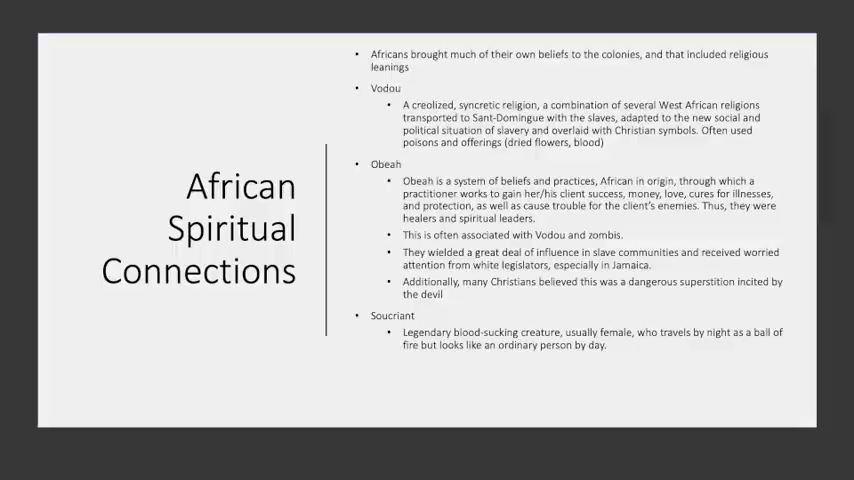 African
Spiritual
Connections
• Africans brought much of their own beliefs to the colonies, and that included religious
leanings
• Vodou
• A creolized, syncretic religion, a combination of several West African religions
transported to Sant-Domingue with the slaves, adapted to the new social and
political situation of slavery and overlaid with Christian symbols. Often used
poisons and offerings (dried flowers, blood)
• Obeah
• Obeah is a system of beliefs and practices, African in origin, through which a
practitioner works to gain her/his client success, money, love, cures for illnesses,
and protection, as well as cause trouble for the client's enemies. Thus, they were
healers and spiritual leaders.
• This is often associated with Vodou and zombis.
• They wielded a great deal of influence in slave communities and received worried
attention from white legislators, especially in Jamaica.
• Additionally, many Christians believed this was a dangerous superstition incited by
the devil
• Soucriant
• Legendary blood-sucking creature, usually female, who travels by night as a ball of
fire but looks like an ordinary person by day.